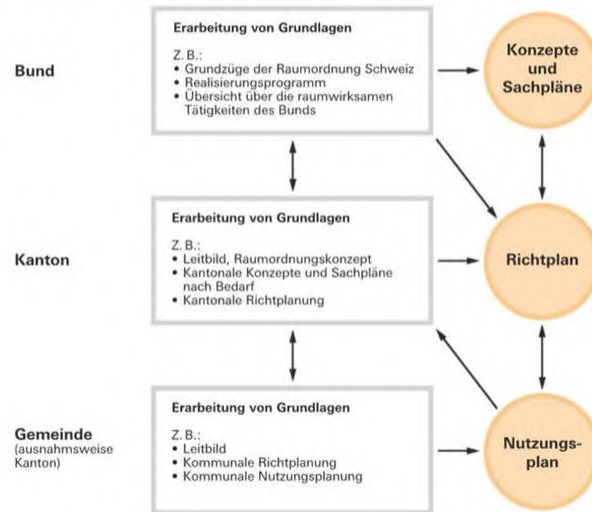 Erarbeitung von Grundlagen
Z. B.:
• Grundzüge der Raumordnung Schweiz
• Realisierungsprogramm
• Übersicht über die raumwirksamen
Tätigkeiten des Bunds
Bund
Konzepte
und
Sachpläne
Erarbeitung von Grundlagen
Z. B.:
• Leitbild, Raumordnungskonzept
• Kantonale Konzepte und Sachpläne
nach Bedarf
• Kantonale Richtplanung
Kanton
Richtplan
Erarbeitung von Grundlagen
Z. B.:
• Leitbild
• Kommunale Richtplanung
• Kommunale Nutzungsplanung
Gemeinde
(ausnahmsweise
Kanton)
Nutzungs-
plan